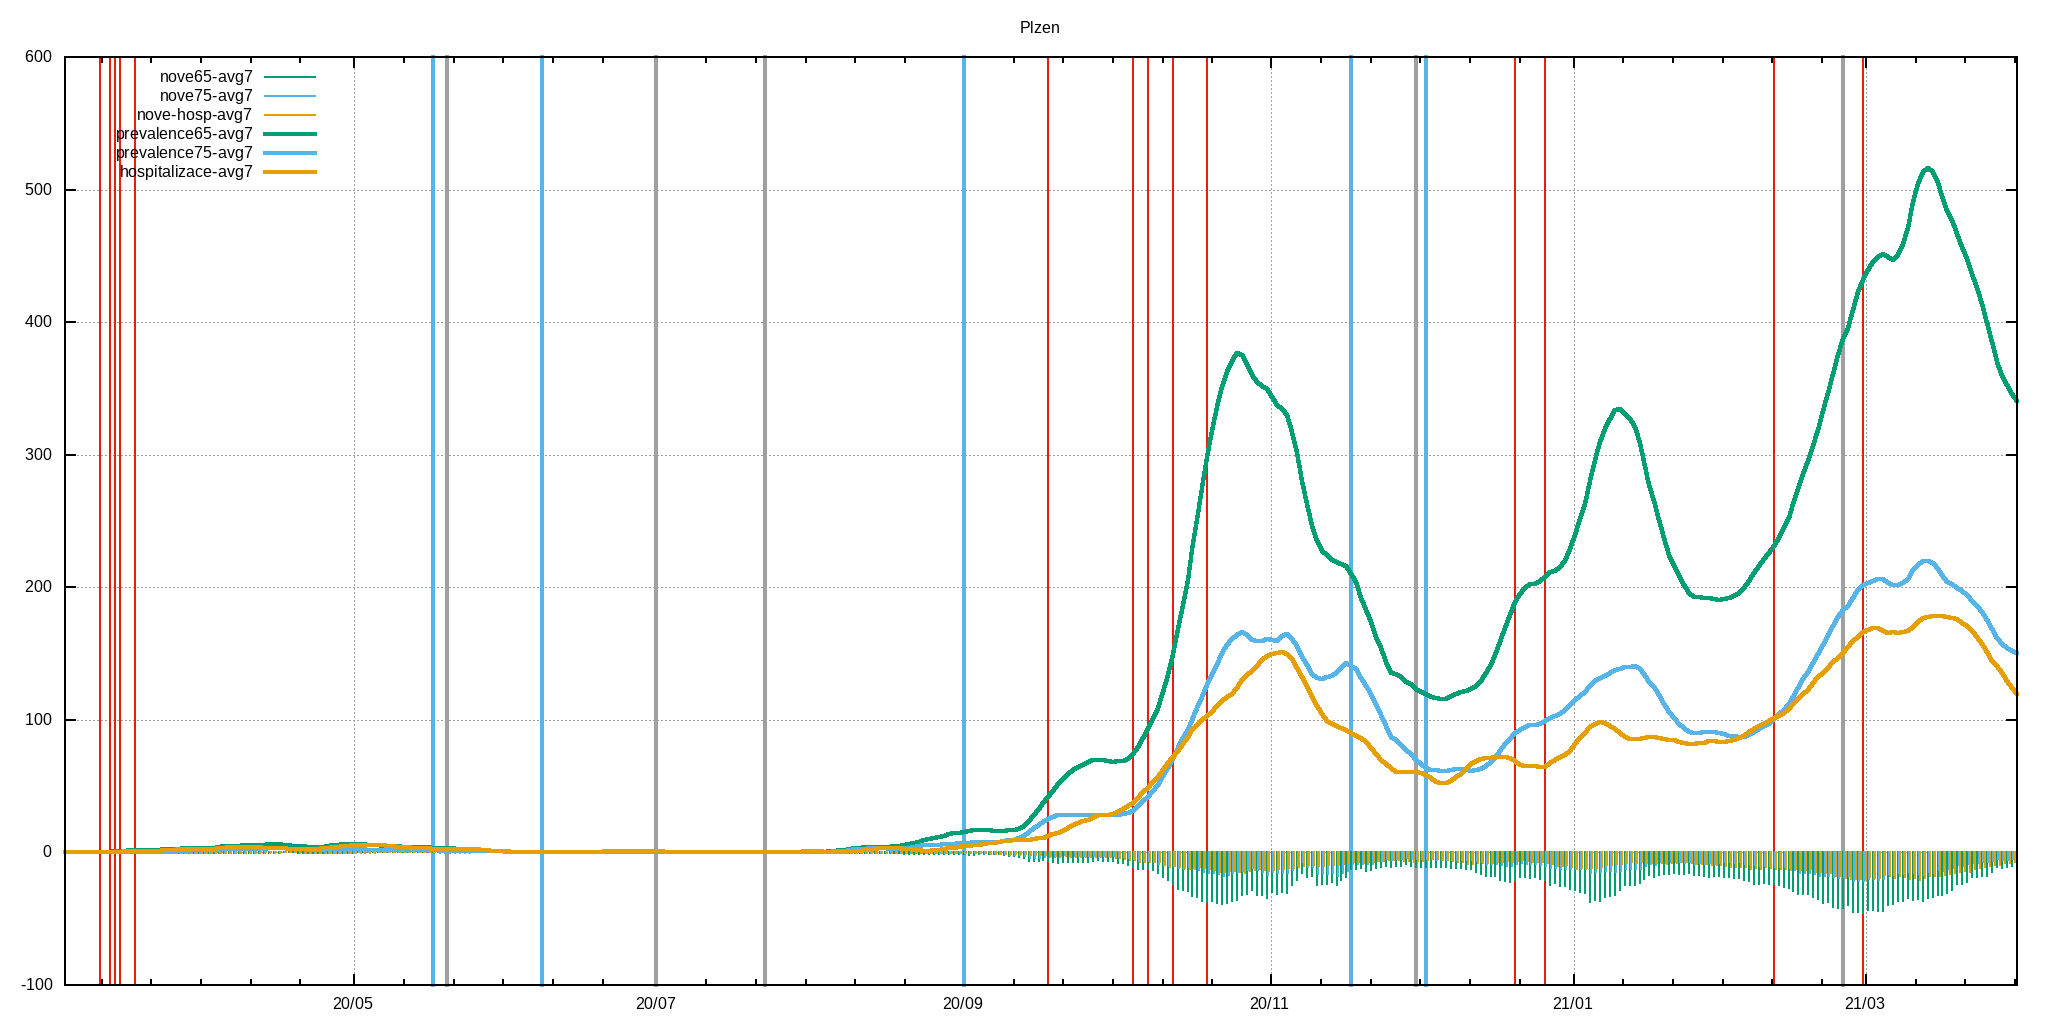 Plzen
600
nove65-avg7
nove75-avg7
nove-hosp-avg7
prevalence65-avg7
prevalence75-avg7
hospitalizace-avg7
500
400
300
200
100
0
-100
20/05 20/07 20/09 20/11 21/01 21/03